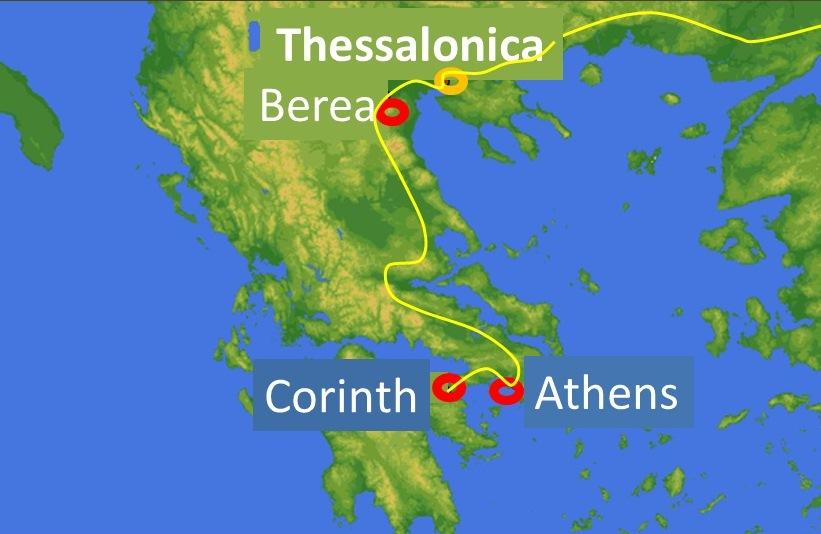 Thessalonica
Berea
Corinth
Athens